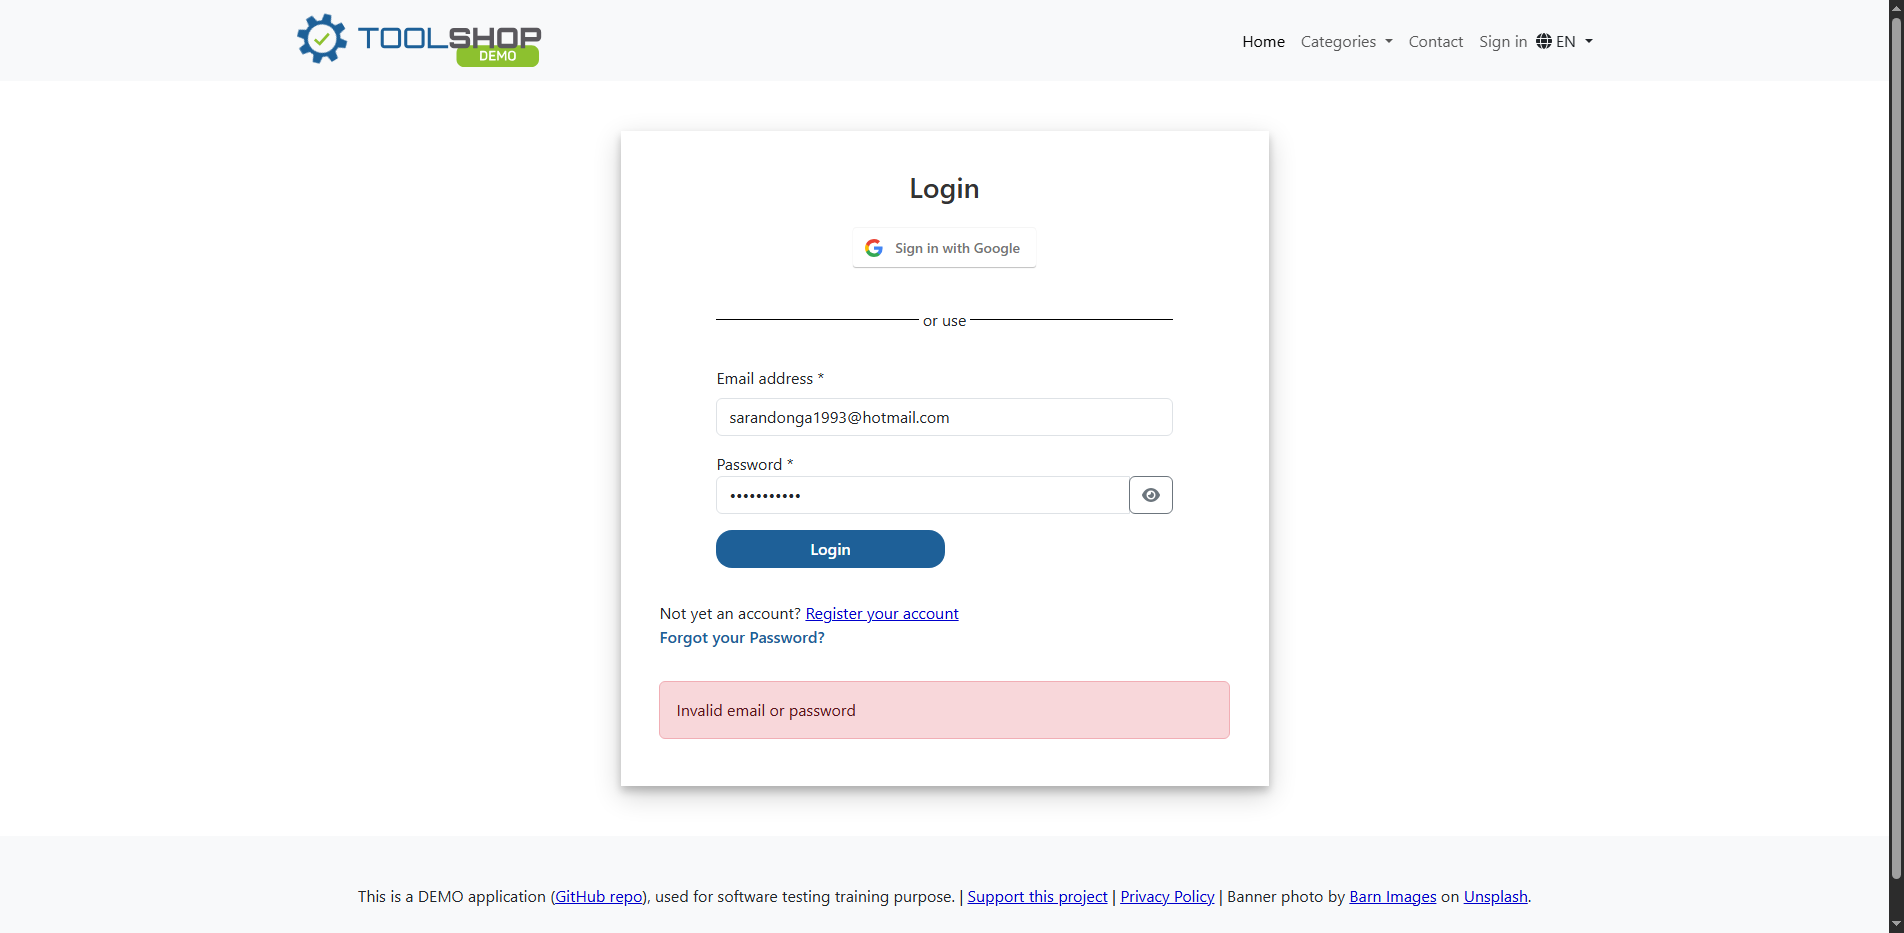 TOOLSHOP
DEMO
Home Categories Contact Sign in EN
Login
Sign in with Google
or use
Email address *
sarandonga1993@hotmail.com
Password *
•••••••••••
Login
Not yet an account? Register your account
Forgot your Password?
Invalid email or password
This is a DEMO application (GitHub repo), used for software testing training purpose. | Support this project | Privacy Policy | Banner photo by Barn Images on Unsplash.